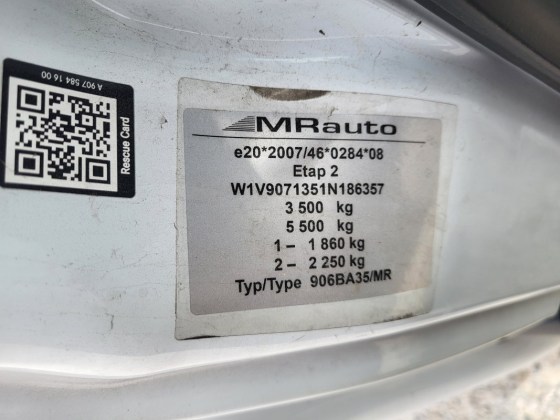 A 907 584 16 00
Rescue Card
MRauto
e20*2007/46*0284*08
Etap 2
W1V9071351N186357
3 500 kg
5 500 kg
1– 1 860 kg
2– 2 250 kg
Typ/Type 906BA35/MR